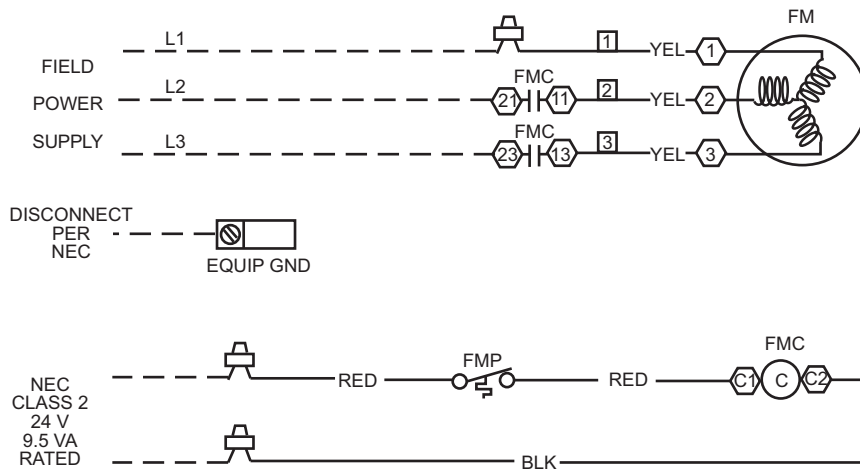 FM
L1
1
YEL
1
FIELD
FMC
L2
21
11
2
YEL
2
POWER
FMC
SUPPLY
L3
23
13
3
YEL
3
DISCONNECT
PER
NEC
EQUIP GND
FMC
FMP
RED
RED
C1
C
C2
NEC
CLASS 2
24 V
9.5 VA
RATED
BLK